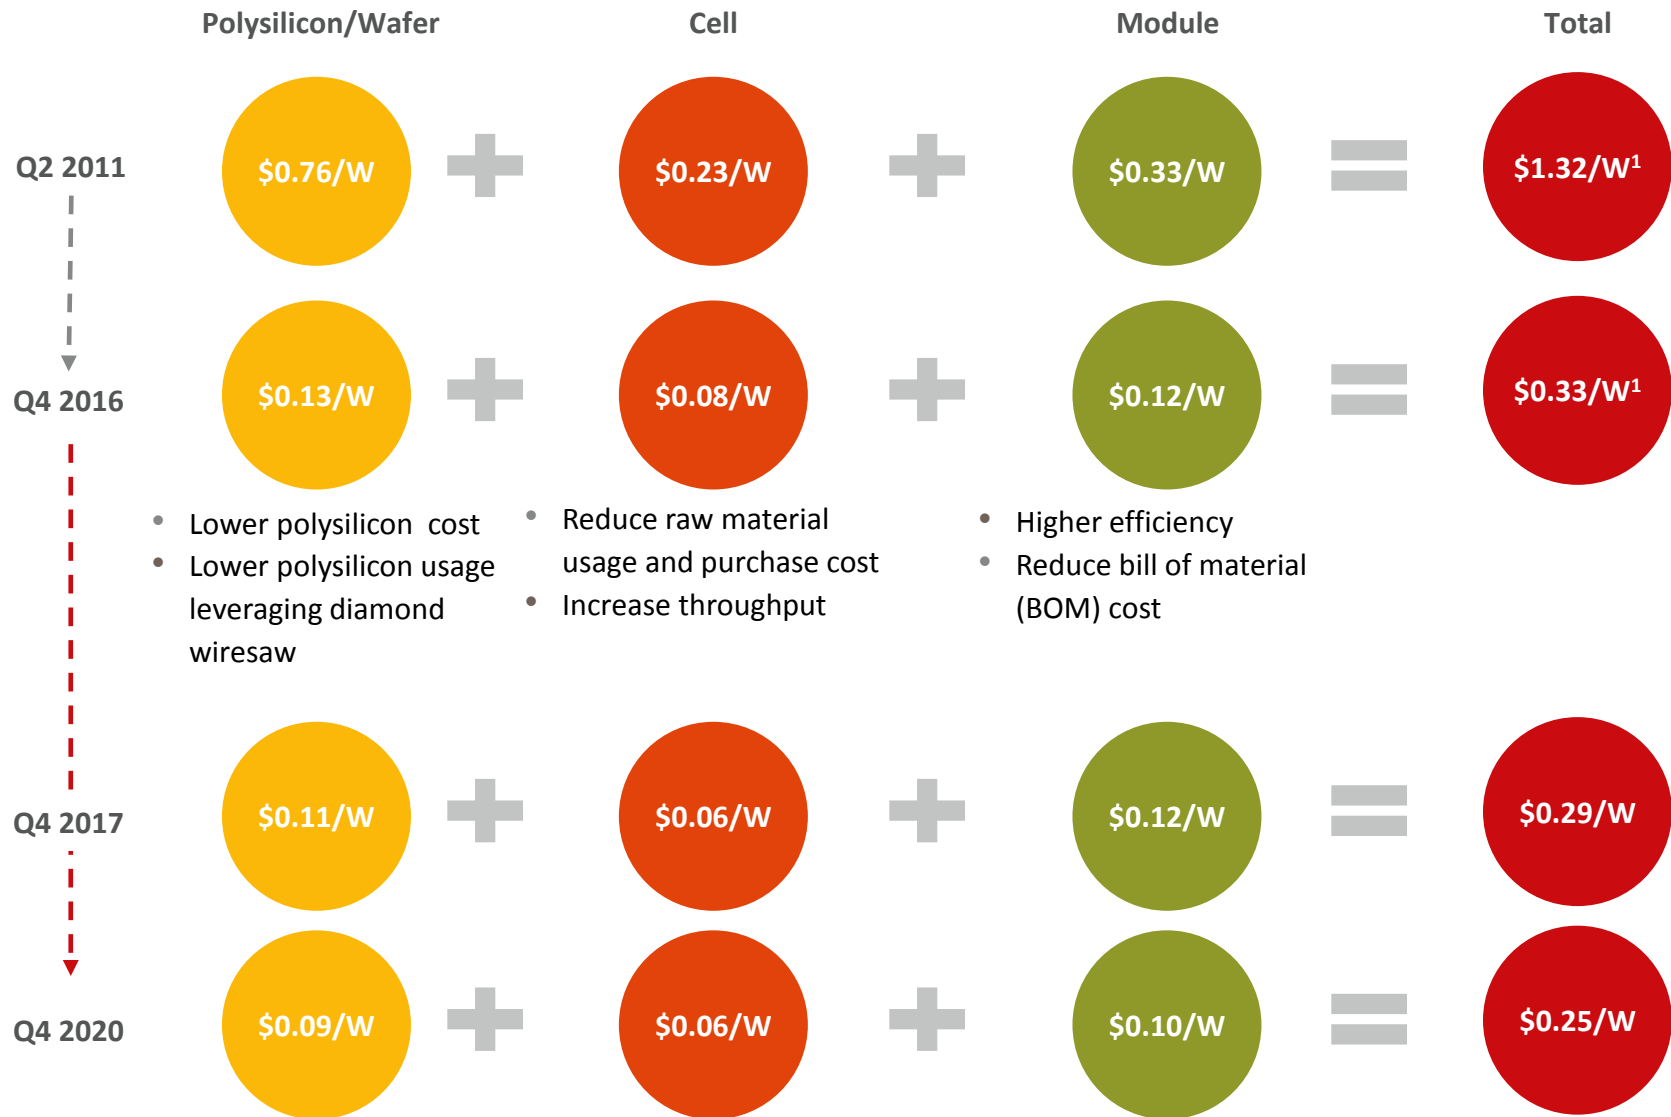 Polysilicon/Wafer Cell Module Total
Q2 2011 $0.76/W $0.23/W $0.33/W $1.32/W¹
Q4 2016 $0.13/W $0.08/W $0.12/W $0.33/W¹
• Lower polysilicon cost
• Lower polysilicon usage
leveraging diamond
wiresaw
• Reduce raw material
usage and purchase cost
• Increase throughput
• Higher efficiency
• Reduce bill of material
(BOM) cost
Q4 2017 $0.11/W $0.06/W $0.12/W $0.29/W
Q4 2020 $0.09/W $0.06/W $0.10/W $0.25/W